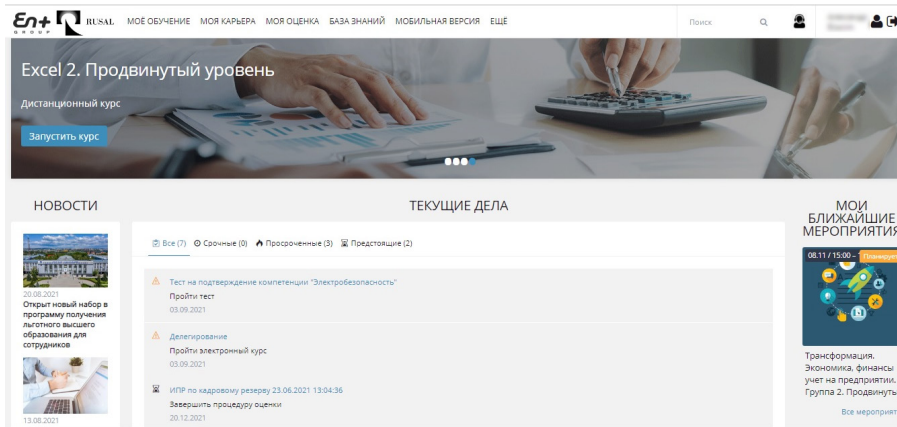 En+
GROUP
RUSAL
МОЁ ОБУЧЕНИЕ МОЯ КАРЬЕРА МОЯ ОЦЕНКА БАЗА ЗНАНИЙ МОБИЛЬНАЯ ВЕРСИЯ ЕЩЁ
Поиск
Excel 2. Продвинутый уровень
Дистанционный курс
Запустить курс
НОВОСТИ
20.08.2021
Открыт новый набор в
программу получения
льготного высшего
образования для
сотрудников
13.08.2021
ТЕКУЩИЕ ДЕЛА
Все (7) Срочные (0) Просроченные (3) Предстоящие (2)
Тест на подтверждение компетенции "Электробезопасность"
Пройти тест
03.09.2021
Делегирование
Пройти электронный курс
03.09.2021
ИПР по кадровому резерву 23.06.2021 13:04:36
Завершить процедуру оценки
20.12.2021
МОИ
БЛИЖАЙШИЕ
МЕРОПРИЯТИЯ
08.11 / 15:00 –
Планирует
Трансформация.
Экономика, финансы
учет на предприятии.
Группа 2. Продвинуты
Все мероприят